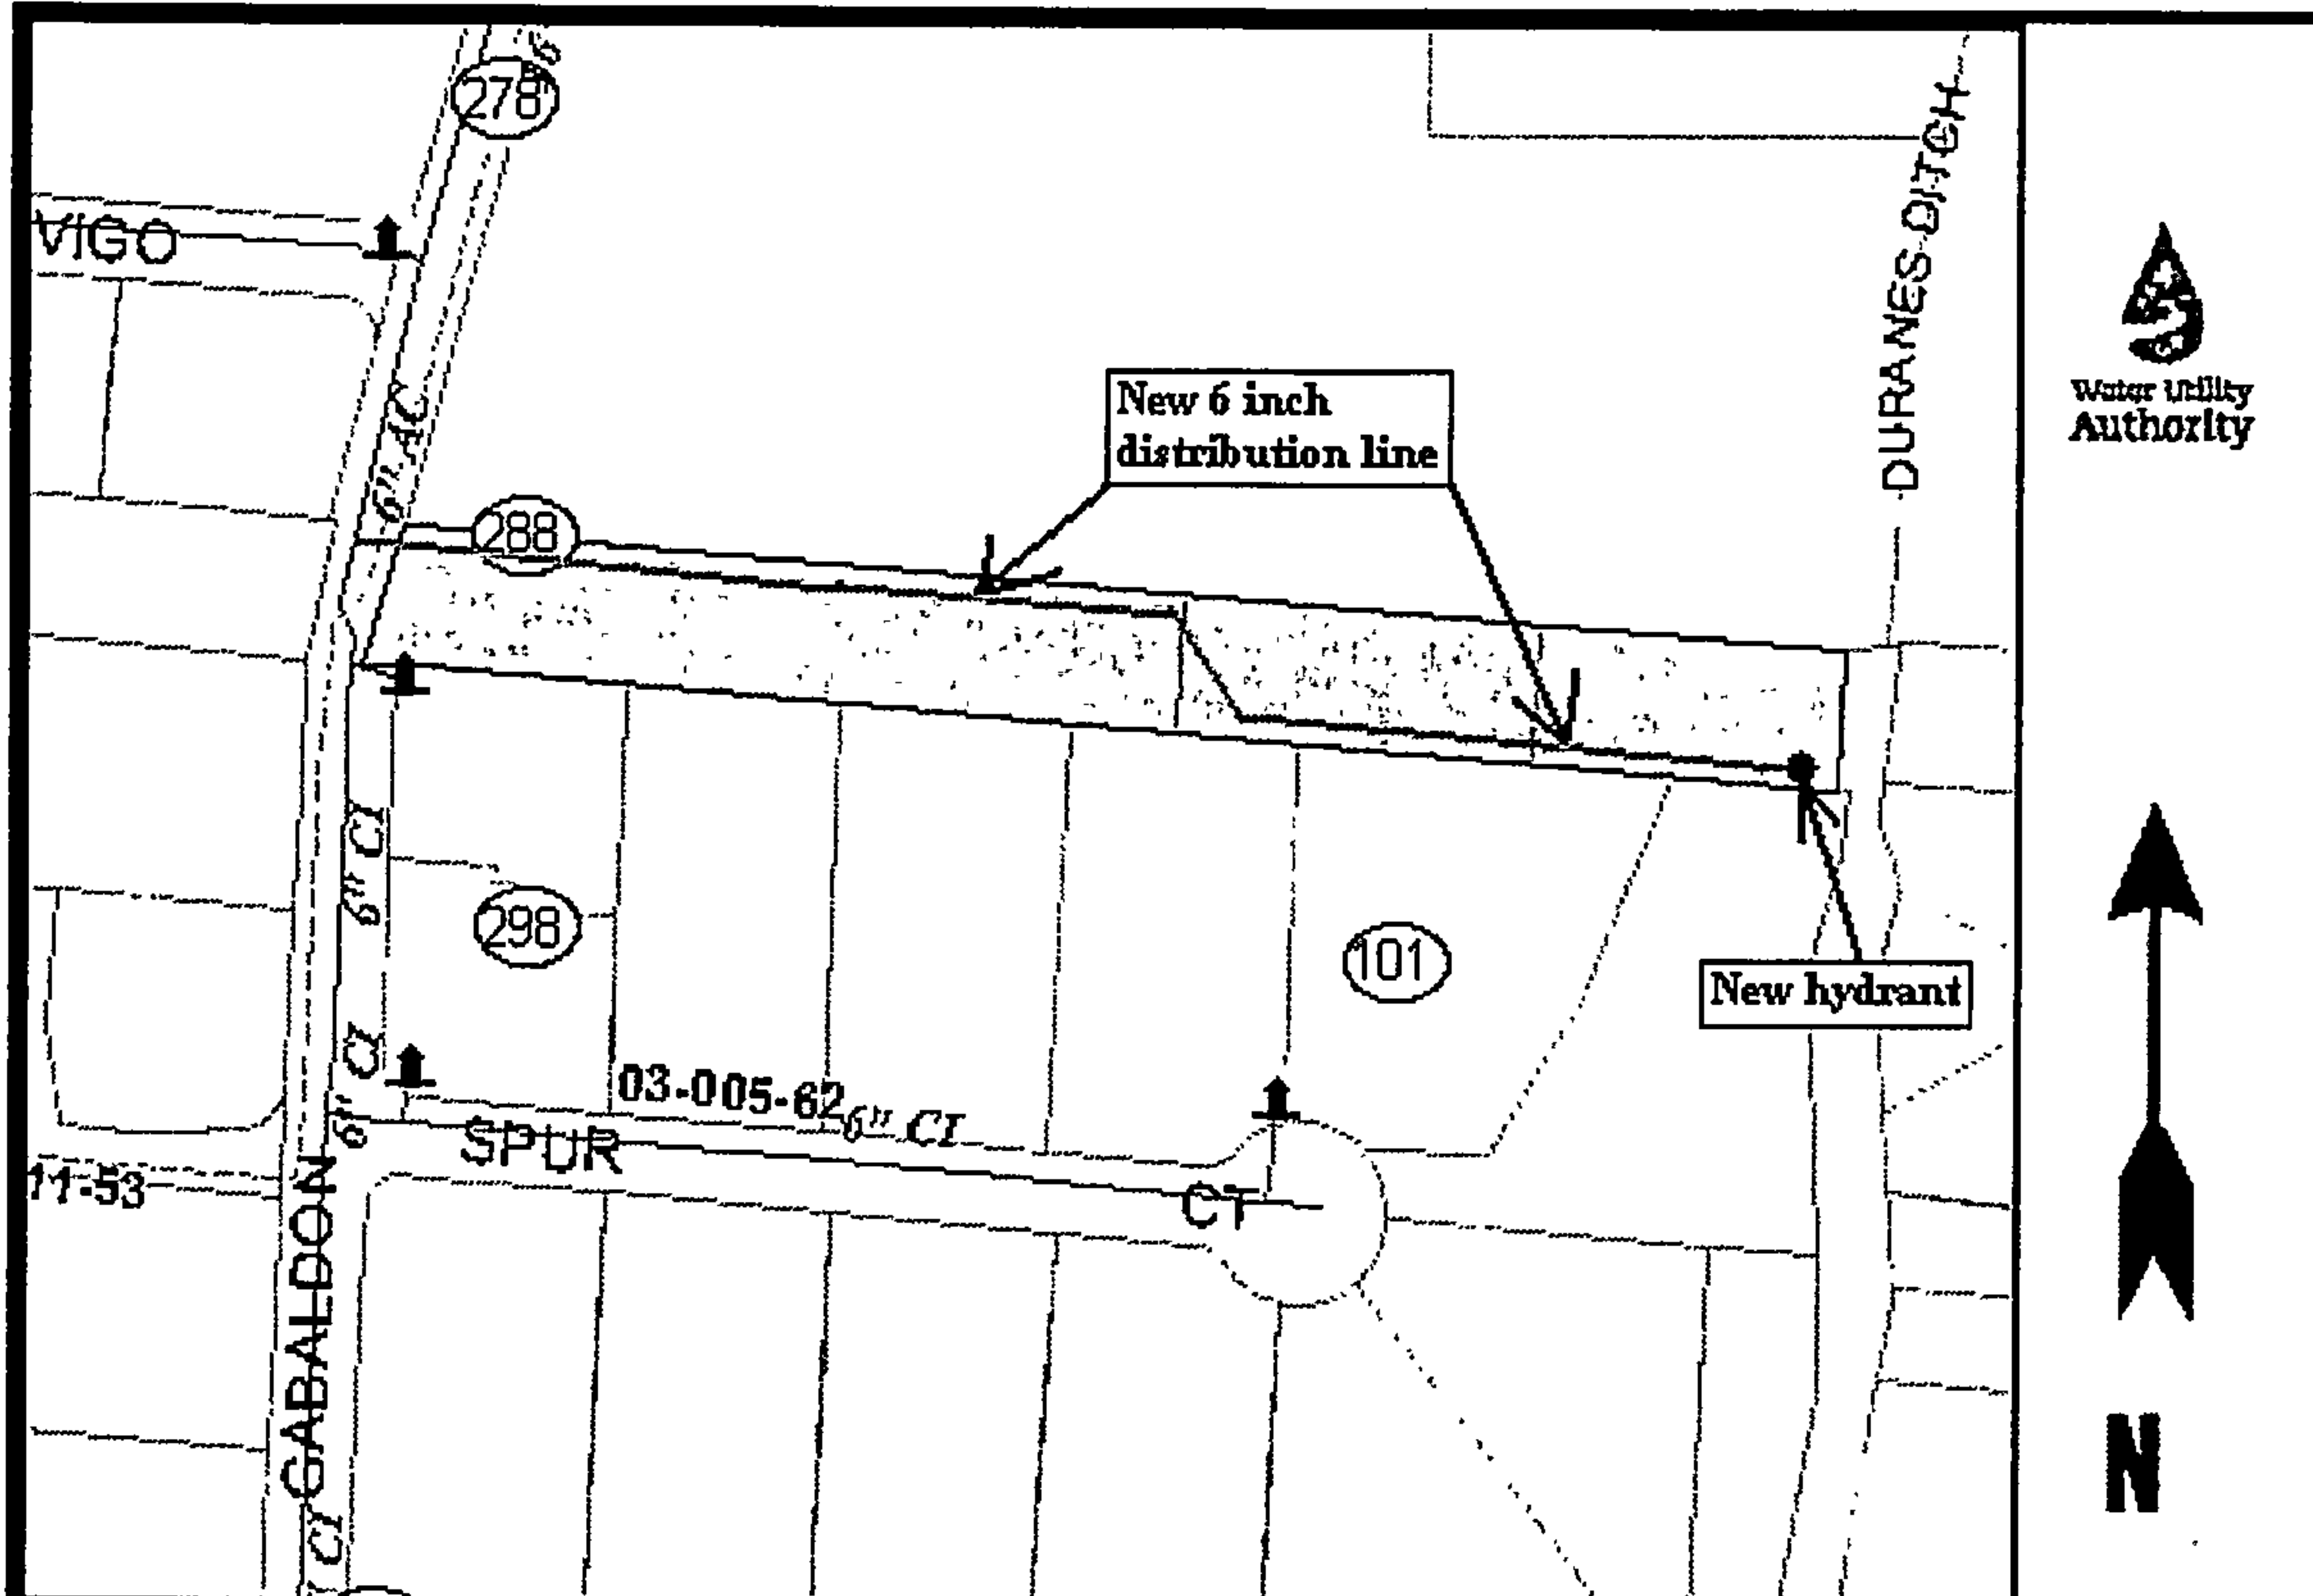 278
VIGO
DURANES DITCH
Water Utility
Authority
New 6 inch
distribution line
6" AC
288
6" CI
298
101
New hydrant
6" CI
03-005-62
6" CI
SPUR
CT
11-53
GABALDON
CI
N